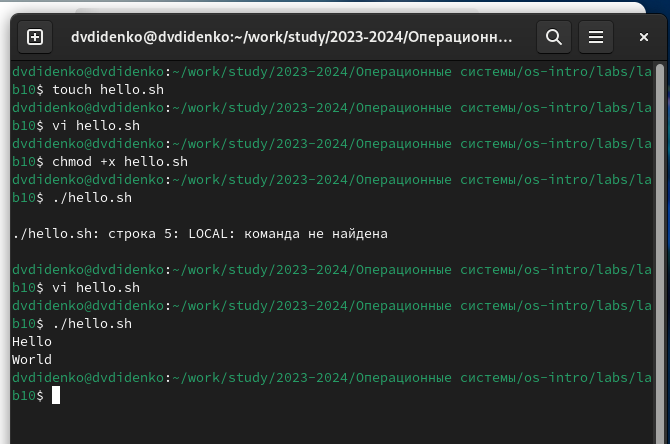 dvdidenko@dvdidenko:~/work/study/2023-2024/Операционн...
dvdidenko@dvdidenko:~/work/study/2023-2024/Операционные системы/os-intro/labs/la
b10$ touch hello.sh
dvdidenko@dvdidenko:~/work/study/2023-2024/Операционные системы/os-intro/labs/la
b10$ vi hello.sh
dvdidenko@dvdidenko:~/work/study/2023-2024/Операционные системы/os-intro/labs/la
b10$ chmod +x hello.sh
dvdidenko@dvdidenko:~/work/study/2023-2024/Операционные системы/os-intro/labs/la
b10$ ./hello.sh
./hello.sh: строка 5: LOCAL: команда не найдена
dvdidenko@dvdidenko:~/work/study/2023-2024/Операционные системы/os-intro/labs/la
b10$ vi hello.sh
dvdidenko@dvdidenko:~/work/study/2023-2024/Операционные системы/os-intro/labs/la
b10$ ./hello.sh
Hello
World
dvdidenko@dvdidenko:~/work/study/2023-2024/Операционные системы/os-intro/labs/la
b10$